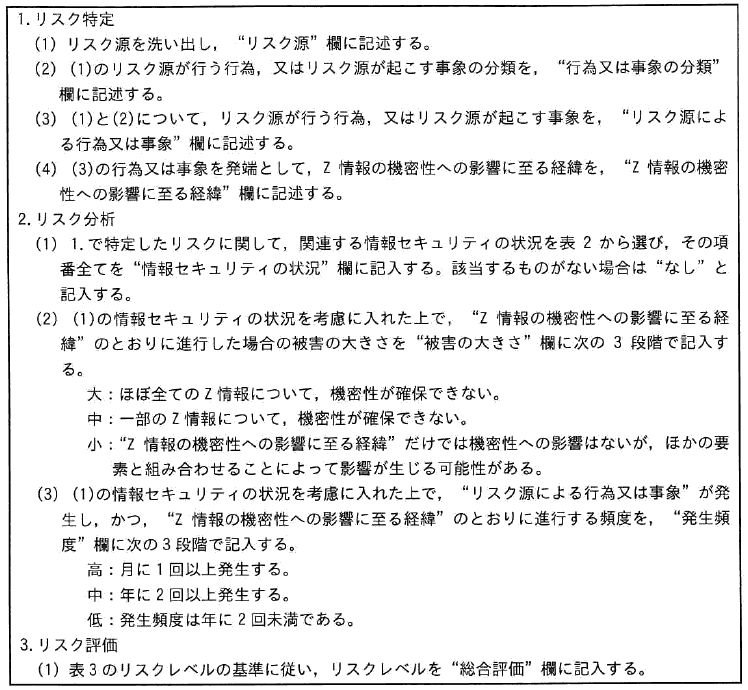 1.リスク特定
(1) リスク源を洗い出し，“リスク源”欄に記述する。
(2) (1)のリスク源が行う行為，又はリスク源が起こす事象の分類を，“行為又は事象の分類”
欄に記述する。
(3) (1)と(2)について，リスク源が行う行為，又はリスク源が起こす事象を，“リスク源によ
る行為又は事象”欄に記述する。
(4) (3)の行為又は事象を発端として，Z 情報の機密性への影響に至る経緯を，“Z 情報の機密
性への影響に至る経緯”欄に記述する。
2.リスク分析
(1) 1.で特定したリスクに関して，関連する情報セキュリティの状況を表 2 から選び，その項
番全てを“情報セキュリティの状況”欄に記入する。該当するものがない場合は“なし”と
記入する。
(2) (1)の情報セキュリティの状況を考慮に入れた上で，“Z 情報の機密性への影響に至る経
緯”のとおりに進行した場合の被害の大きさを“被害の大きさ”欄に次の 3 段階で記入す
る。
大：ほぼ全てのZ情報について，機密性が確保できない。
中：一部のZ情報について，機密性が確保できない。
小：“Z 情報の機密性への影響に至る経緯”だけでは機密性への影響はないが，ほかの要
素と組み合わせることによって影響が生じる可能性がある。
(3) (1)の情報セキュリティの状況を考慮に入れた上で，“リスク源による行為又は事象”が発
生し，かつ，“Z 情報の機密性への影響に至る経緯”のとおりに進行する頻度を，“発生頻
度”欄に次の3段階で記入する。
高：月に1回以上発生する。
中：年に2回以上発生する。
低：発生頻度は年に2回未満である。
3.リスク評価
(1) 表3のリスクレベルの基準に従い，リスクレベルを“総合評価”欄に記入する。